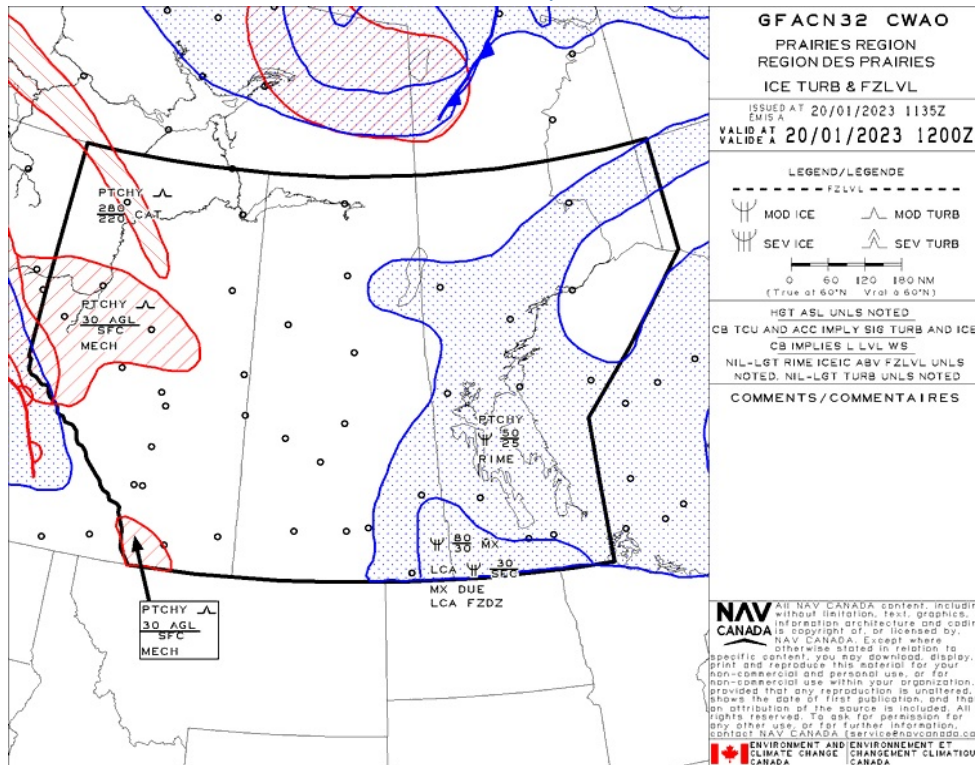 GFACN32 CWAO
PRAIRIES REGION
REGION DES PRAIRIES
ICE TURB & FZLVL
ISSUED AT 20/01/2023 1135Z
EMIS A
VALID AT 20/01/2023 1200Z
VALIDE A
LEGEND/LEGENDE
FZLVL
MOD ICE MOD TURB
SEV ICE SEV TURB
0 60 120 180 NM
(True at 60°N Vrai à 60°N)
HGT ASL UNLS NOTED
CB TCU AND ACC IMPLY SIG TURB AND ICE
CB IMPLIES L LVL WS
NIL-LGT RIME ICEIC ABV FZLVL UNLS
NOTED. NIL-LGT TURB UNLS NOTED
COMMENTS/COMMENTAIRES
PTCHY
280
220 CAT
PTCHY
30 AGL
SFC
MECH
PTCHY
50
25
RIME
80
30 MX
LCA 30
SFC
MX DUE
LCA FZDZ
PTCHY
30 AGL
SFC
MECH
NAV
CANADA
All NAV CANADA content, includin
without limitation, text, graphics,
information architecture and codin
is copyright of, or licensed by,
NAV CANADA. Except where
otherwise stated in relation to
specific content, you may download, display,
print and reproduce this material for your
non-commercial and personal use, or for
non-commercial use within your organization,
provided that any reproduction is unaltered,
shows the date of first publication, and tha
an attribution of the source is included. All
rights reserved. To ask for permission for
any other use, or for further information,
contact NAV CANADA (service@navcanada.ca
ENVIRONMENT AND
CLIMATE CHANGE
CANADA
ENVIRONNEMENT ET
CHANGEMENT CLIMATIQU
CANADA